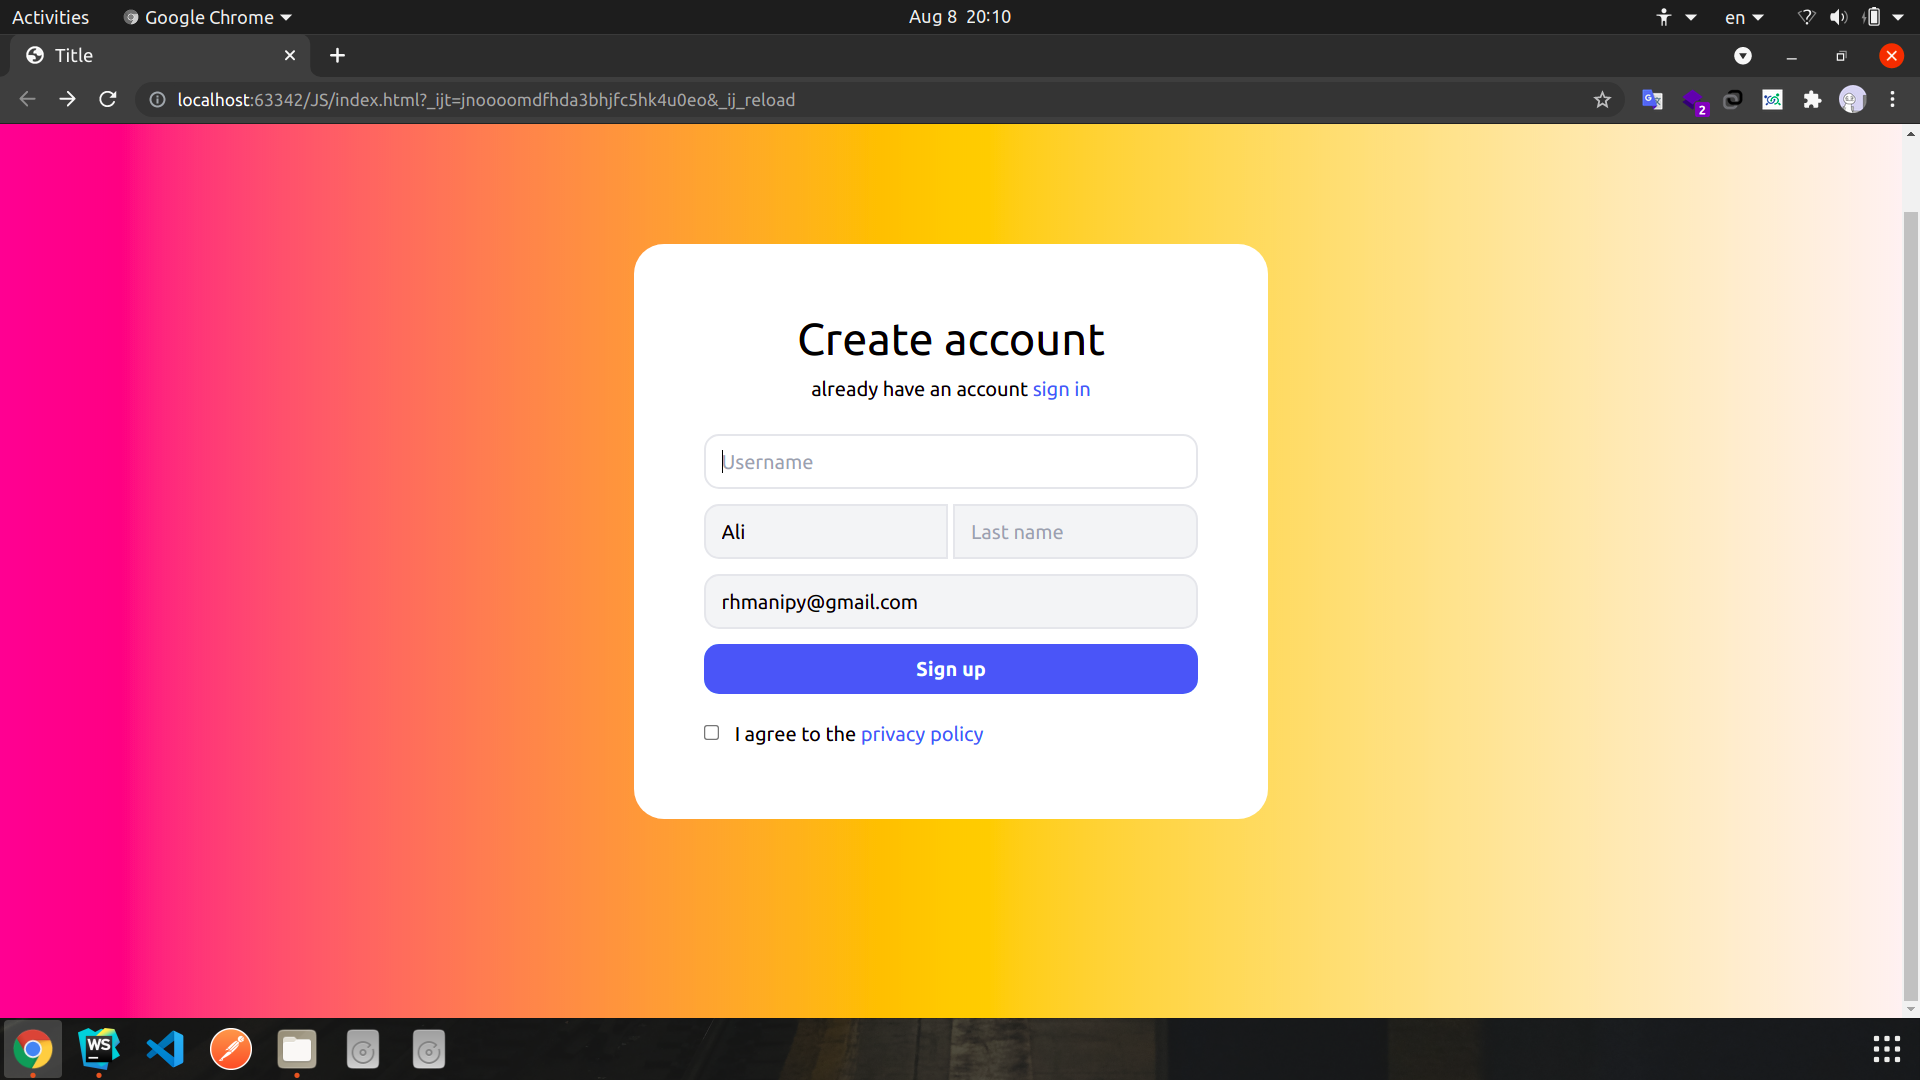 Activities Google Chrome Aug 8 20:10 en
Title
localhost:63342/JS/index.html?_ijt=jnoooomdfhda3bhjfc5hk4u0eo&_ij_reload 2
Create account
already have an account sign in
Username
Ali Last name
rhmanipy@gmail.com
Sign up
I agree to the privacy policy
WS